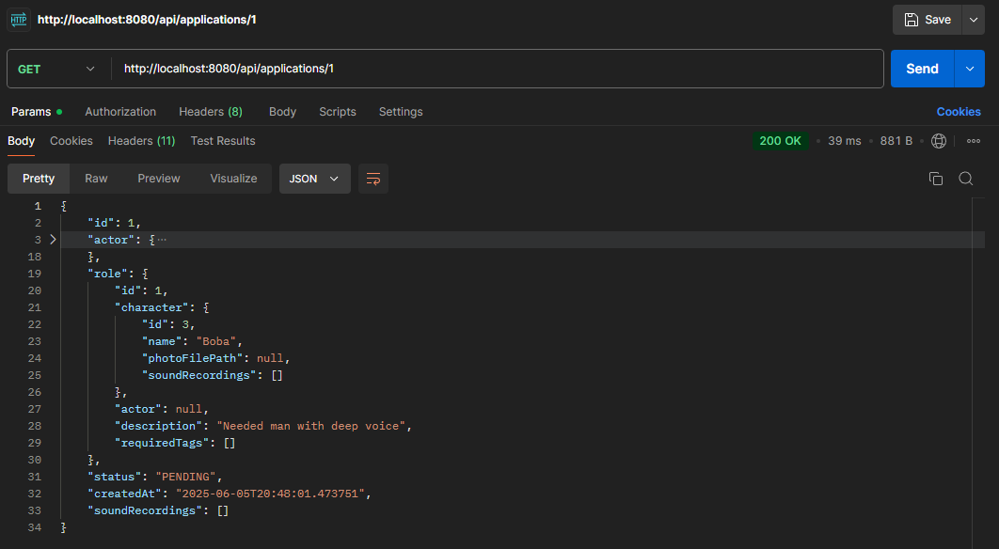 HTTP http://localhost:8080/api/applications/1 Save
GET http://localhost:8080/api/applications/1 Send
Params Authorization Headers (8) Body Scripts Settings Cookies
Body Cookies Headers (11) Test Results 200 OK • 39 ms • 881 B
Pretty Raw Preview Visualize JSON
1 {
2 "id": 1,
3 "actor": {⋯
18 },
19 "role": {
20 "id": 1,
21 "character": {
22 "id": 3,
23 "name": "Boba",
24 "photoFilePath": null,
25 "soundRecordings": []
26 },
27 "actor": null,
28 "description": "Needed man with deep voice",
29 "requiredTags": []
30 },
31 "status": "PENDING",
32 "createdAt": "2025-06-05T20:48:01.473751",
33 "soundRecordings": []
34 }